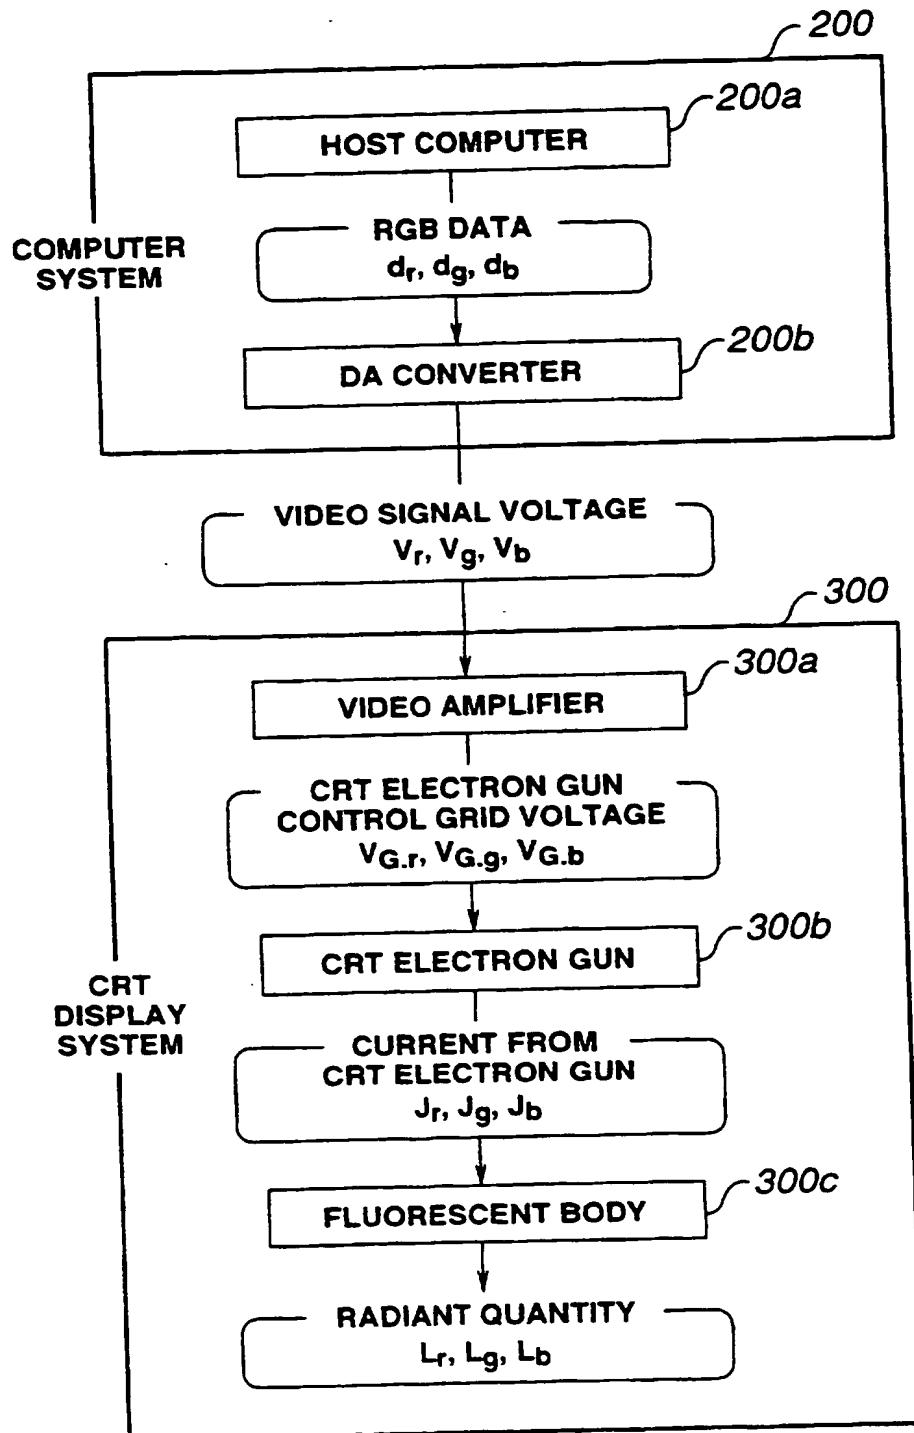 200
200a
HOST COMPUTER
RGB DATA
dr, dg, db
COMPUTER
SYSTEM
200b
DA CONVERTER
VIDEO SIGNAL VOLTAGE
Vr, Vg, Vb
300
300a
VIDEO AMPLIFIER
CRT ELECTRON GUN
CONTROL GRID VOLTAGE
VG.r, VG.g, VG.b
300b
CRT ELECTRON GUN
CRT
DISPLAY
SYSTEM
CURRENT FROM
CRT ELECTRON GUN
Jr, Jg, Jb
300c
FLUORESCENT BODY
RADIANT QUANTITY
Lr, Lg, Lb